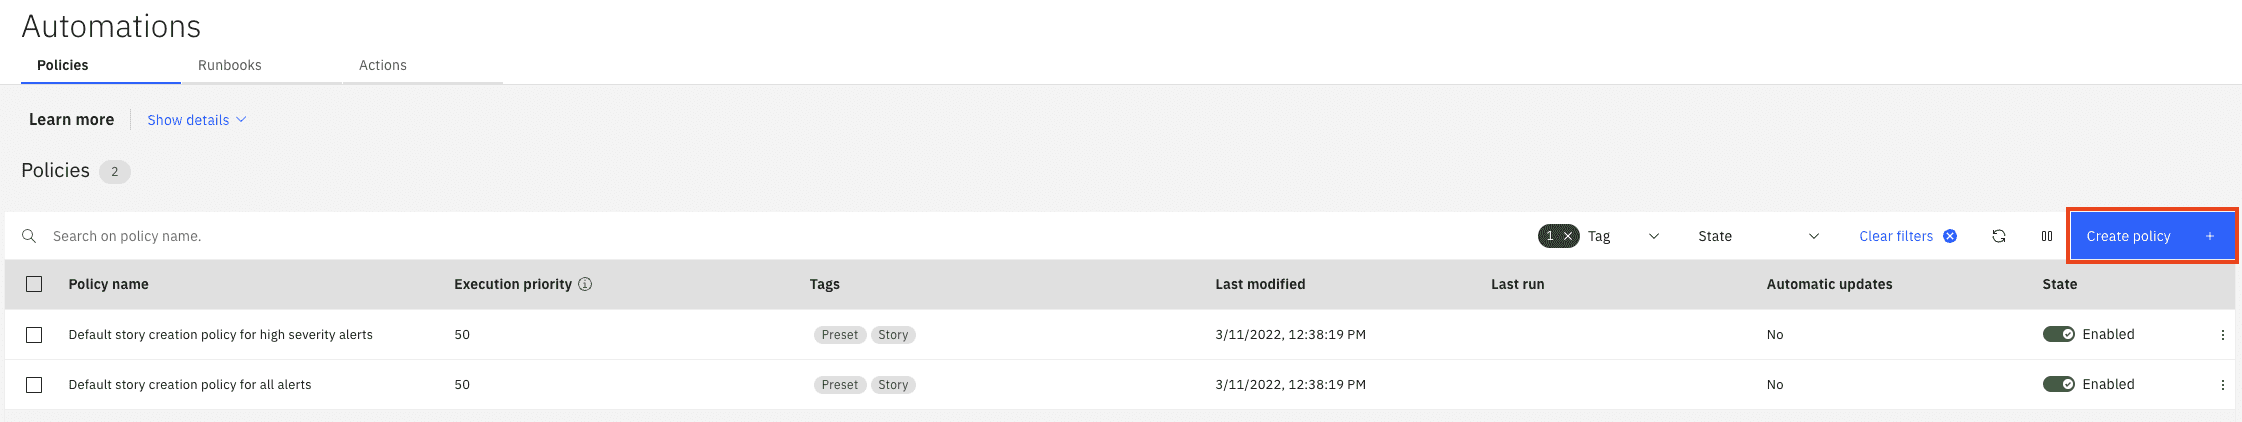 Automations
Policies Runbooks Actions
Learn more Show details
Policies 2
Search on policy name. 1 Tag State Clear filters Create policy +
Policy name Execution priority Tags Last modified Last run Automatic updates State
Default story creation policy for high severity alerts 50 Preset Story 3/11/2022, 12:38:19 PM No Enabled
Default story creation policy for all alerts 50 Preset Story 3/11/2022, 12:38:19 PM No Enabled